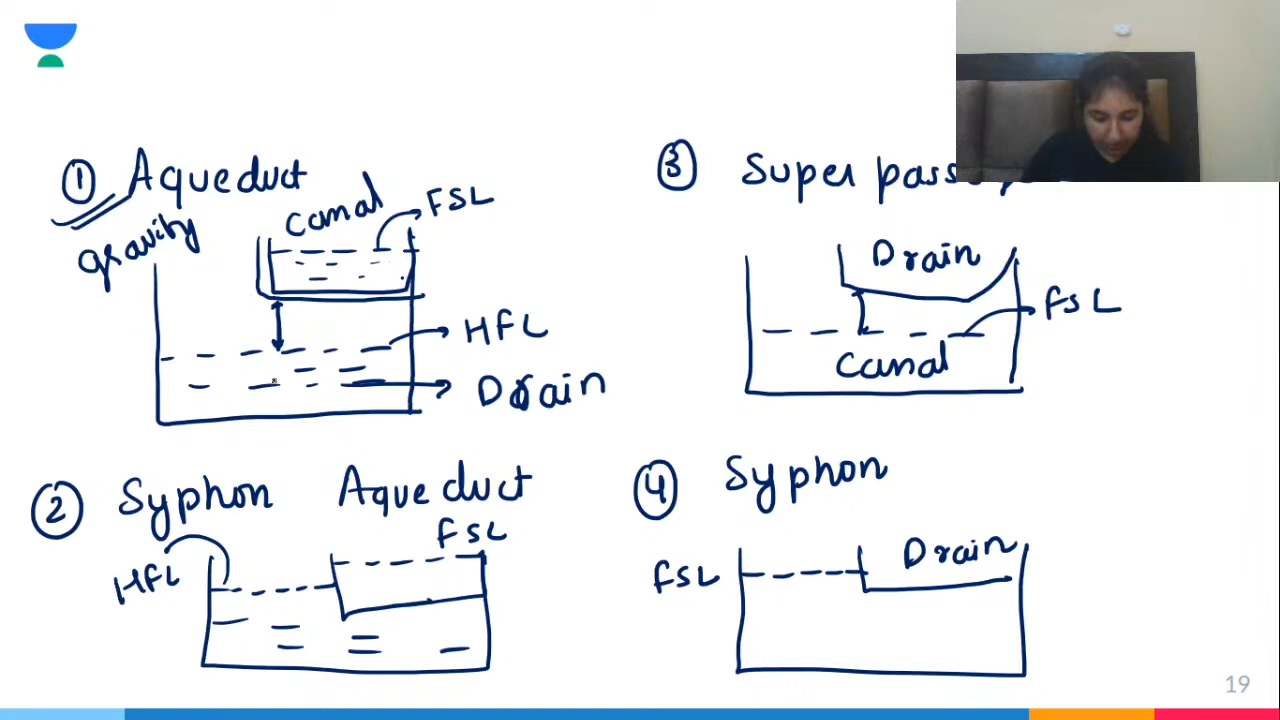 ① Aqueduct
gravity
canal
FSL
HFL
Drain
② Syphon Aqueduct
FSL
HFL
③ Super
Drain
FSL
Canal
④ Syphon
FSL
Drain
19